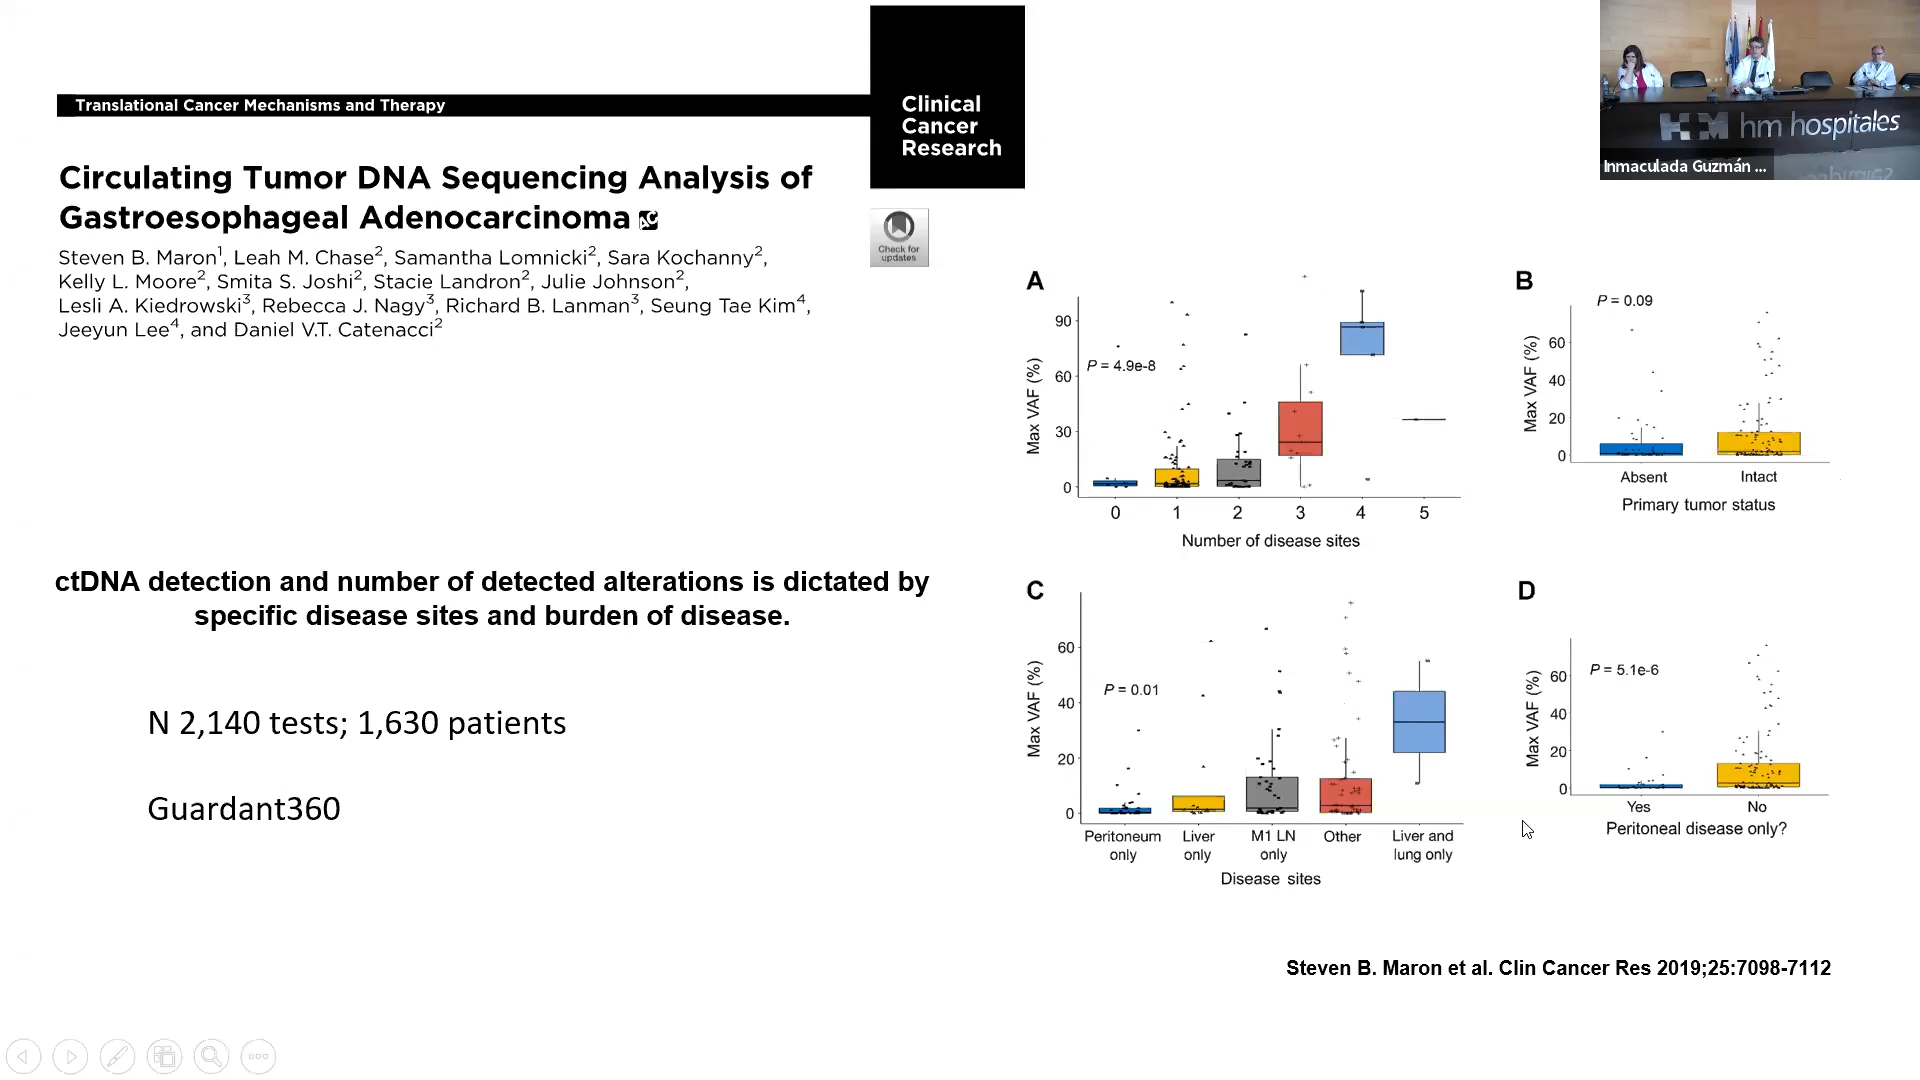 Translational Cancer Mechanisms and Therapy
Clinical
Cancer
Research
Circulating Tumor DNA Sequencing Analysis of
Gastroesophageal Adenocarcinoma AC
Steven B. Maron1, Leah M. Chase2, Samantha Lomnicki2, Sara Kochanny2,
Kelly L. Moore2, Smita S. Joshi2, Stacie Landron2, Julie Johnson2,
Lesli A. Kiedrowski3, Rebecca J. Nagy3, Richard B. Lanman3, Seung Tae Kim4,
Jeeyun Lee4, and Daniel V.T. Catenacci2
Check for
updates
ctDNA detection and number of detected alterations is dictated by
specific disease sites and burden of disease.
N 2,140 tests; 1,630 patients
Guardant360
hm hospitales
Inmaculada Guzmán ...
A
P = 4.9e-8
Max VAF (%)
90
60
30
0
0 1 2 3 4 5
Number of disease sites
B
P = 0.09
Max VAF (%)
60
40
20
0
Absent Intact
Primary tumor status
C
P = 0.01
Max VAF (%)
60
40
20
0
Peritoneum only
Liver only
M1 LN only
Other
Liver and lung only
Disease sites
D
P = 5.1e-6
Max VAF (%)
60
40
20
0
Yes No
Peritoneal disease only?
Steven B. Maron et al. Clin Cancer Res 2019;25:7098-7112